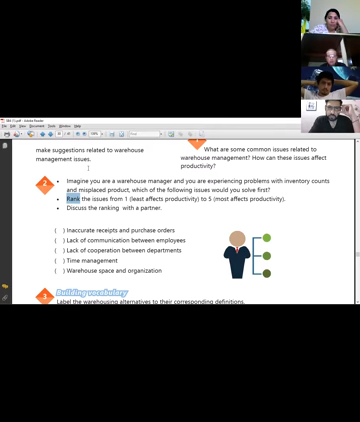 make suggestions related to warehouse
management issues.
What are some common issues related to
warehouse management? How can these issues affect
productivity?
2
• Imagine you are a warehouse manager and you are experiencing problems with inventory counts
and misplaced product, which of the following issues would you solve first?
• Rank the issues from 1 (least affects productivity) to 5 (most affects productivity).
• Discuss the ranking with a partner.
( ) Inaccurate receipts and purchase orders
( ) Lack of communication between employees
( ) Lack of cooperation between departments
( ) Time management
( ) Warehouse space and organization
3
Building vocabulary
Label the warehousing alternatives to their corresponding definitions.